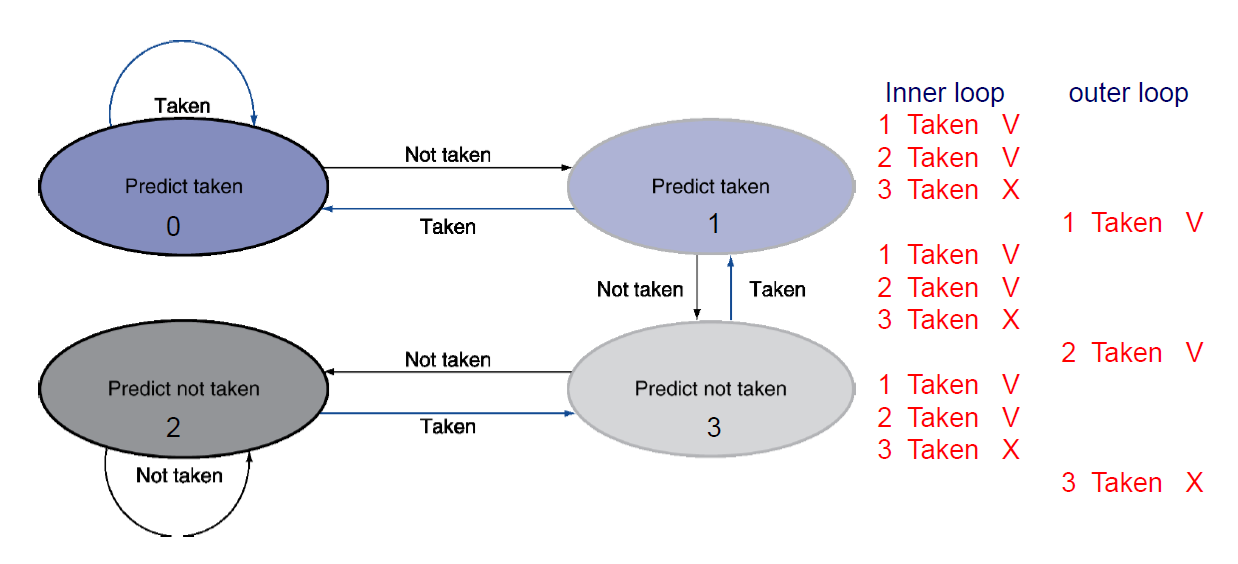 Taken
Predict taken
0
Not taken
Taken
Predict taken
1
Not taken
Taken
Predict not taken
2
Not taken
Taken
Predict not taken
3
Not taken
Inner loop
outer loop
1 Taken V
2 Taken V
3 Taken X
1 Taken V
1 Taken V
2 Taken V
3 Taken X
2 Taken V
1 Taken V
2 Taken V
3 Taken X
3 Taken X